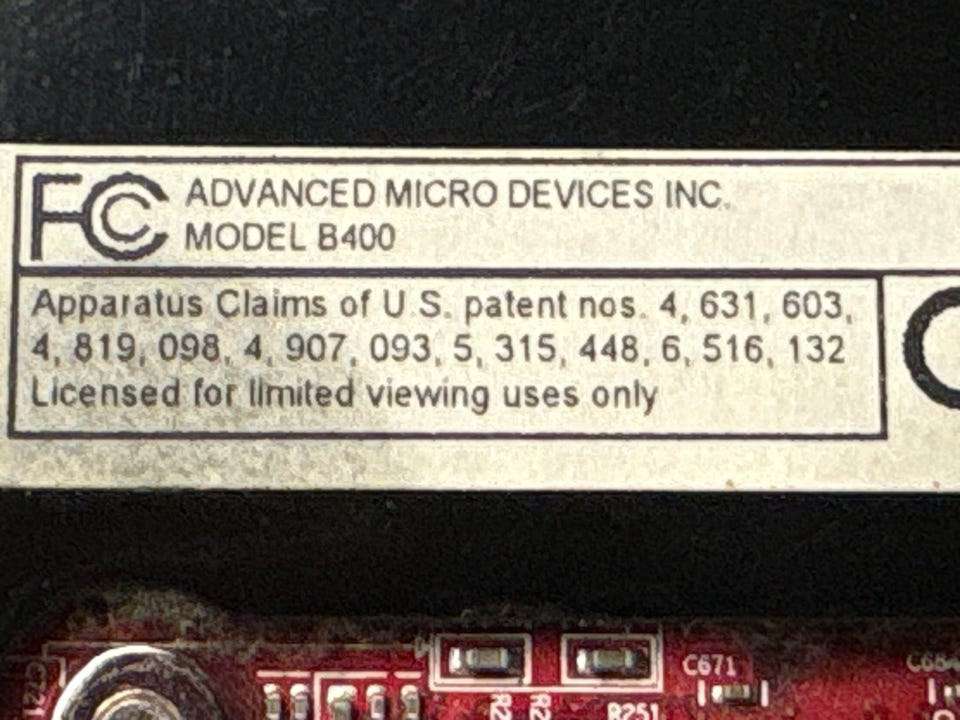 FC ADVANCED MICRO DEVICES INC.
MODEL B400
Apparatus Claims of U.S. patent nos. 4, 631, 603,
4, 819, 098, 4, 907, 093, 5, 315, 448, 6, 516, 132
Licensed for limited viewing uses only
C671
R251